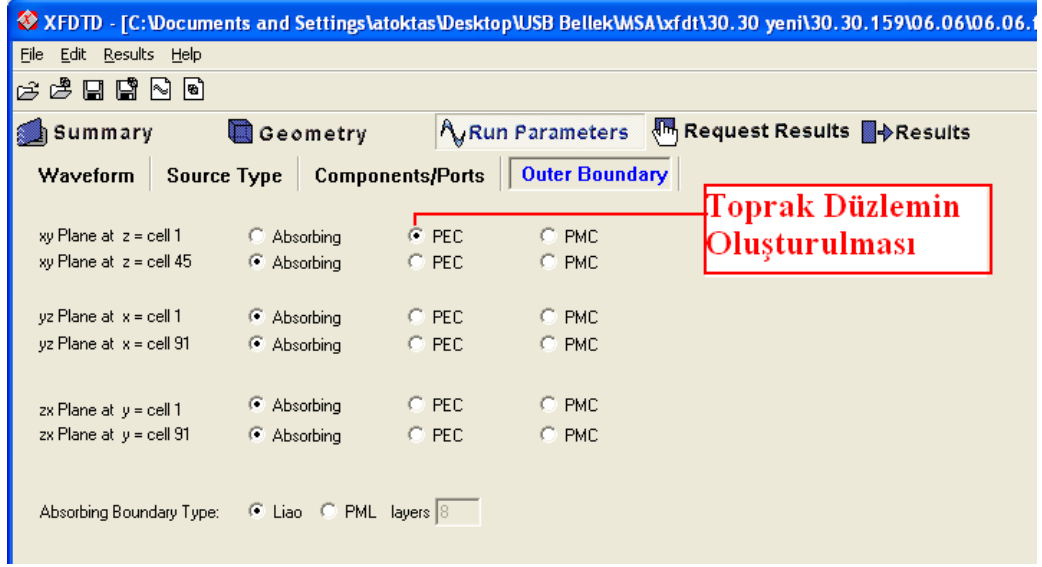 XFDTD - [C:\Documents and Settings\atoktas\Desktop\USB Bellek\MSA\xfdt\30.30 yeni\30.30.159\06.06\06.06.f
File Edit Results Help
Summary Geometry Run Parameters Request Results Results
Waveform Source Type Components/Ports Outer Boundary
Toprak Düzlemin
Oluşturulması
xy Plane at z = cell 1 Absorbing PEC PMC
xy Plane at z = cell 45 Absorbing PEC PMC
yz Plane at x = cell 1 Absorbing PEC PMC
yz Plane at x = cell 91 Absorbing PEC PMC
zx Plane at y = cell 1 Absorbing PEC PMC
zx Plane at y = cell 91 Absorbing PEC PMC
Absorbing Boundary Type: Liao PML layers 8